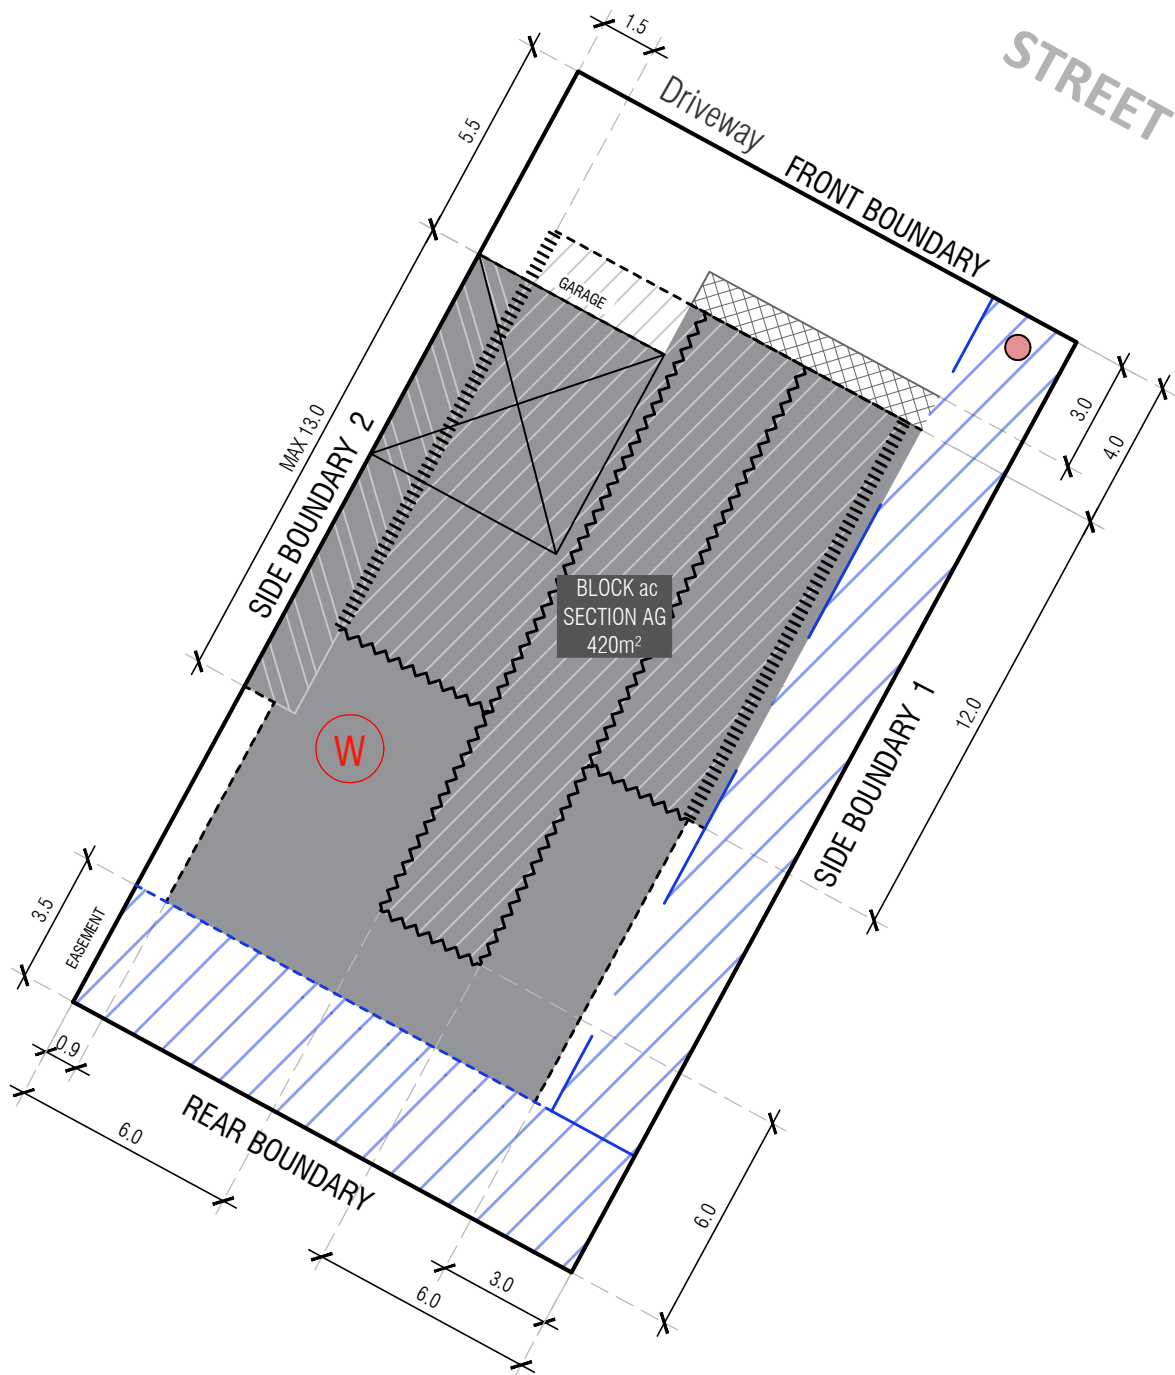 1.5
STREET
Driveway
5.5
FRONT BOUNDARY
GARAGE
3.0
4.0
MAX 13.0
SIDE BOUNDARY 2
BLOCK ac
SECTION AG
420m²
12.0
SIDE BOUNDARY 1
W
3.5
EASEMENT
0.9
6.0
REAR BOUNDARY
6.0
3.0
6.0